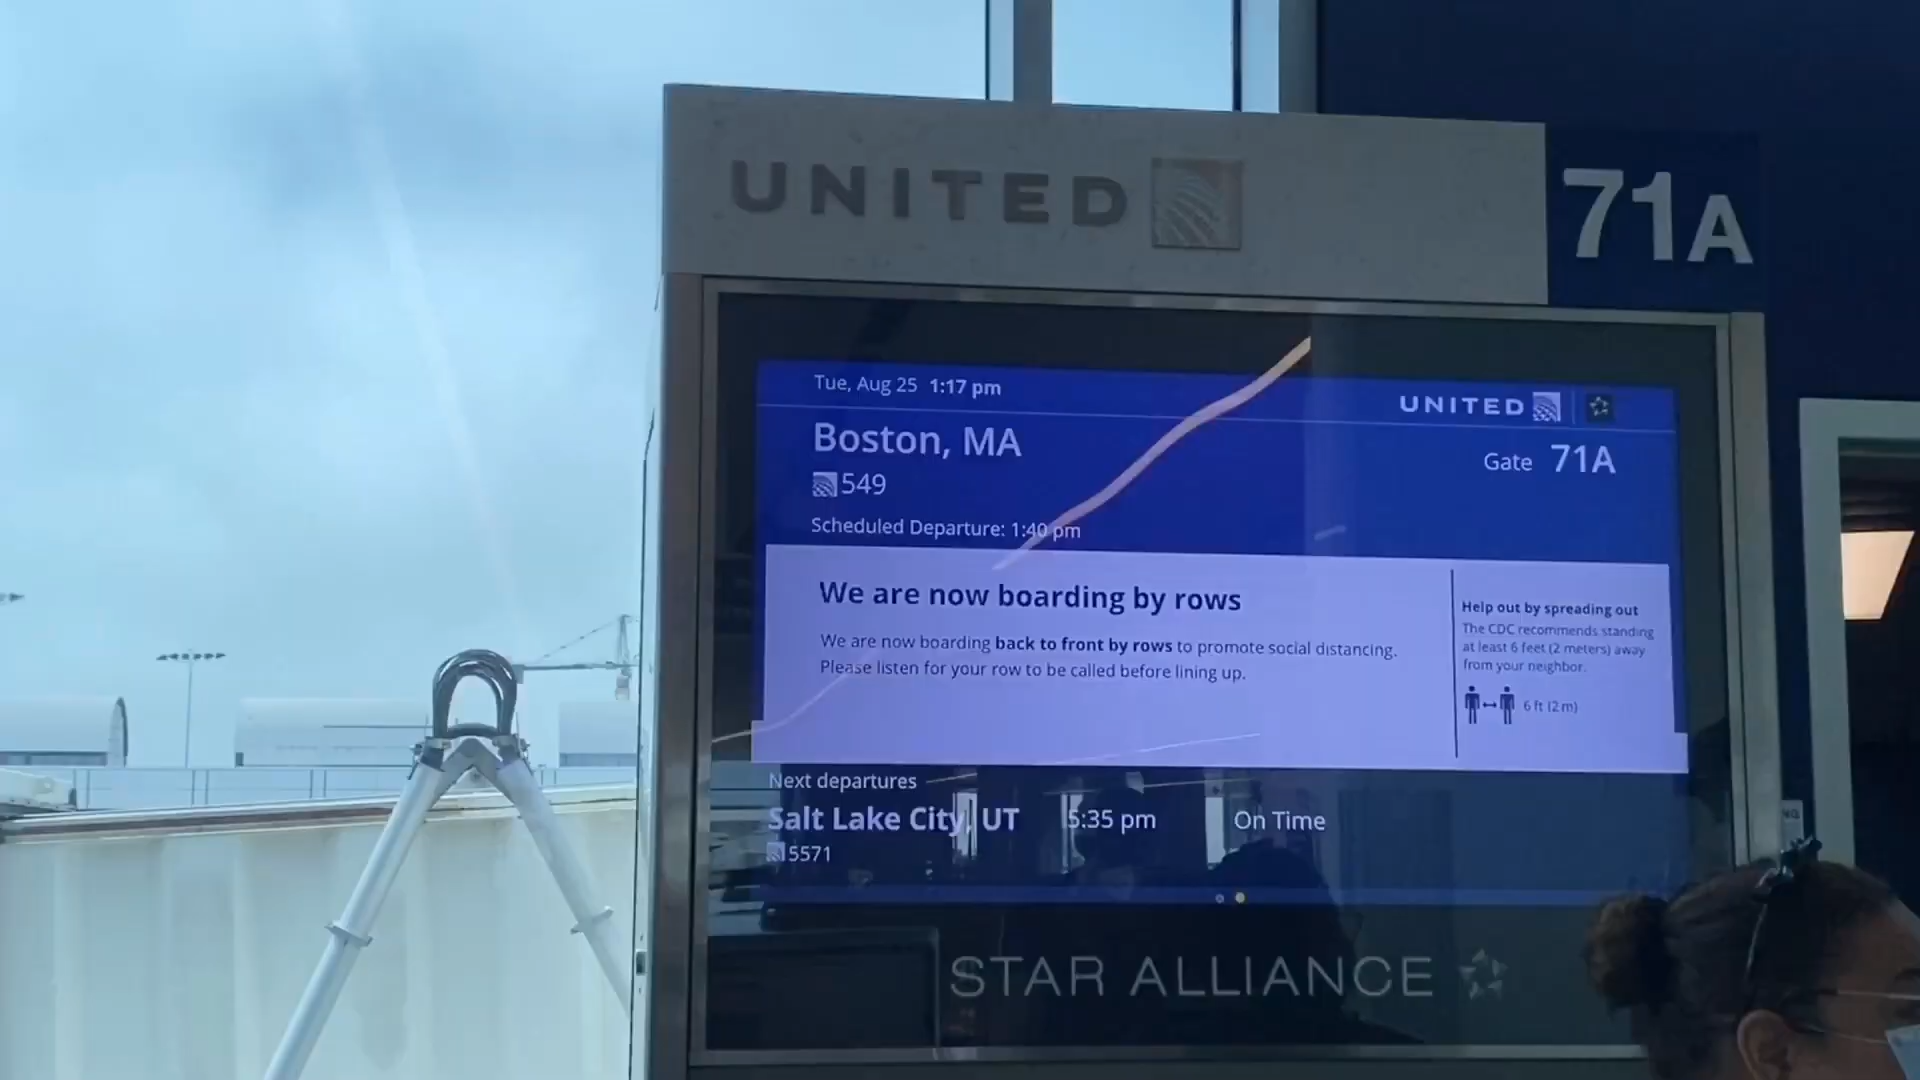 UNITED
71A
Tue, Aug 25 1:17 pm
UNITED
Boston, MA
Gate 71A
549
Scheduled Departure: 1:40 pm
We are now boarding by rows
We are now boarding back to front by rows to promote social distancing.
Please listen for your row to be called before lining up.
Help out by spreading out
The CDC recommends standing
at least 6 feet (2 meters) away
from your neighbor.
6 ft (2 m)
Next departures
Salt Lake City, UT 5:35 pm On Time
5571
STAR ALLIANCE